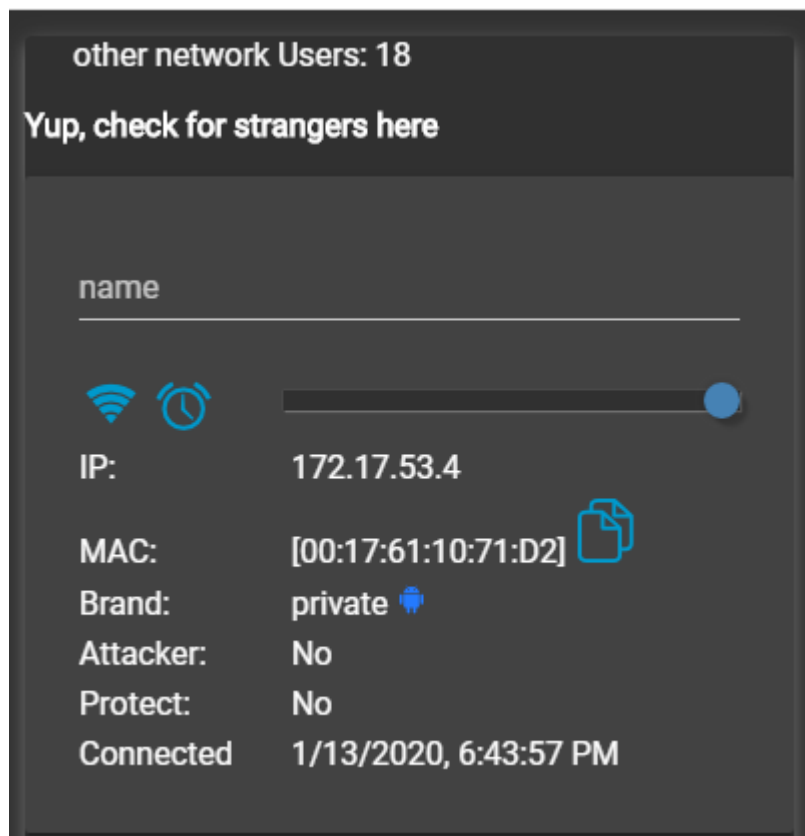 other network Users: 18
Yup, check for strangers here
name
IP: 172.17.53.4
MAC: [00:17:61:10:71:D2]
Brand: private
Attacker: No
Protect: No
Connected 1/13/2020, 6:43:57 PM